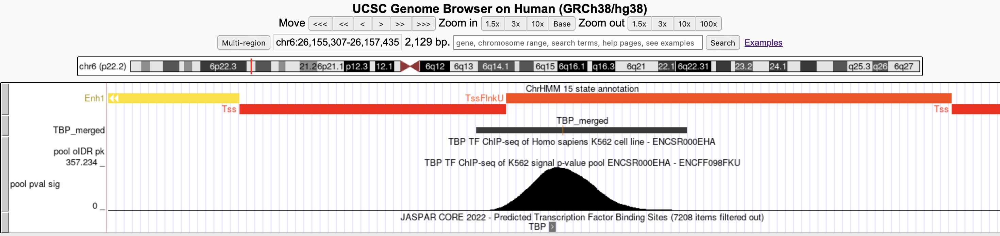 UCSC Genome Browser on Human (GRCh38/hg38)
Move <<< << < > >> >>> Zoom in 1.5x 3x 10x Base Zoom out 1.5x 3x 10x 100x
Multi-region chr6:26,155,307-26,157,435 2,129 bp. gene, chromosome range, search terms, help pages, see examples Search Examples
chr6 (p22.2) 6p22.3 21.2 6p21.1 p12.3 12.1 6q12 6q13 6q14.1 6q15 6q16.1 q16.3 6q21 22.1 6q22.31 23.2 24.1 q25.3 q26 6q27
ChrHMM 15 state annotation
Enh1 TssFlnkU
Tss Tss
TBP_merged
TBP_merged
TBP TF ChIP-seq of Homo sapiens K562 cell line - ENCSR000EHA
pool oIDR pk
357.234 _ TBP TF ChIP-seq of K562 signal p-value pool ENCSR000EHA - ENCFF098FKU
pool pval sig
0 _
JASPAR CORE 2022 - Predicted Transcription Factor Binding Sites (7208 items filtered out)
TBP >